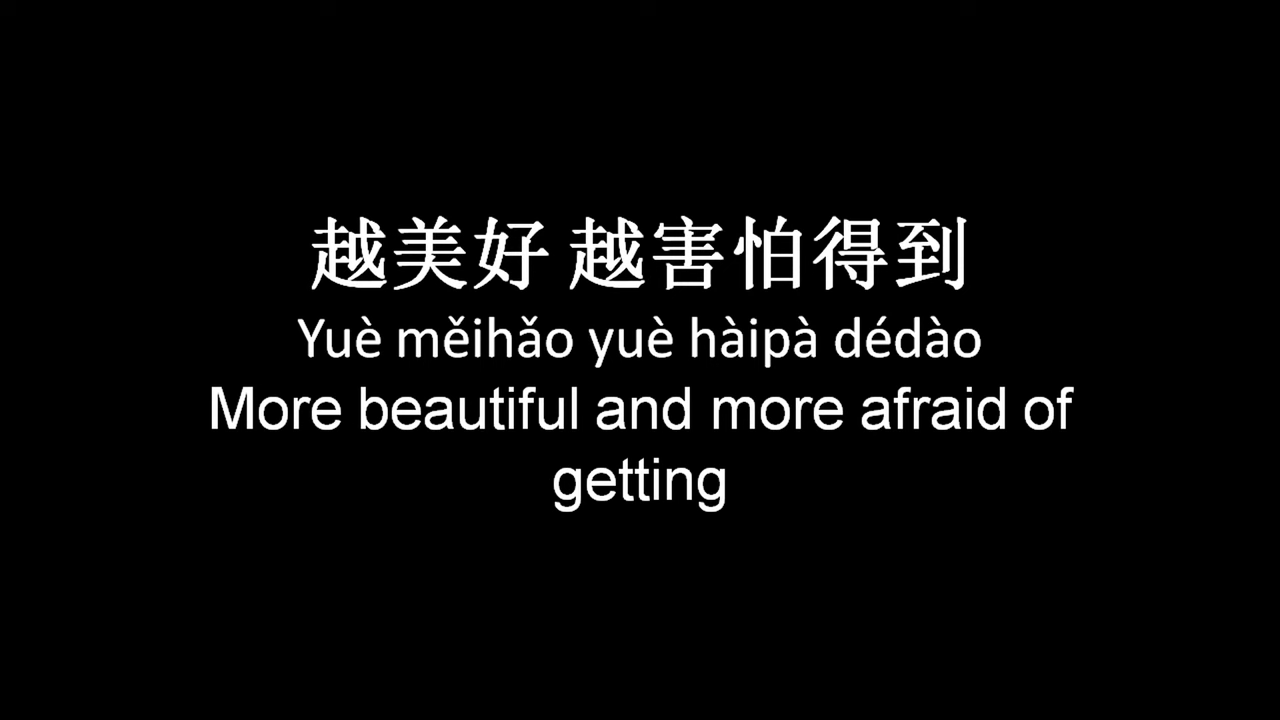 越美好 越害怕得到
Yuè měihǎo yuè hàipà dédào
More beautiful and more afraid of
getting